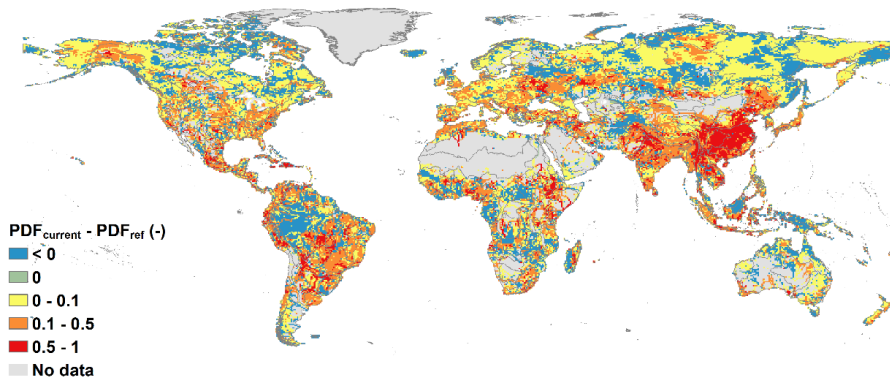 PDFcurrent - PDFref (-)
< 0
0
0 - 0.1
0.1 - 0.5
0.5 - 1
No data